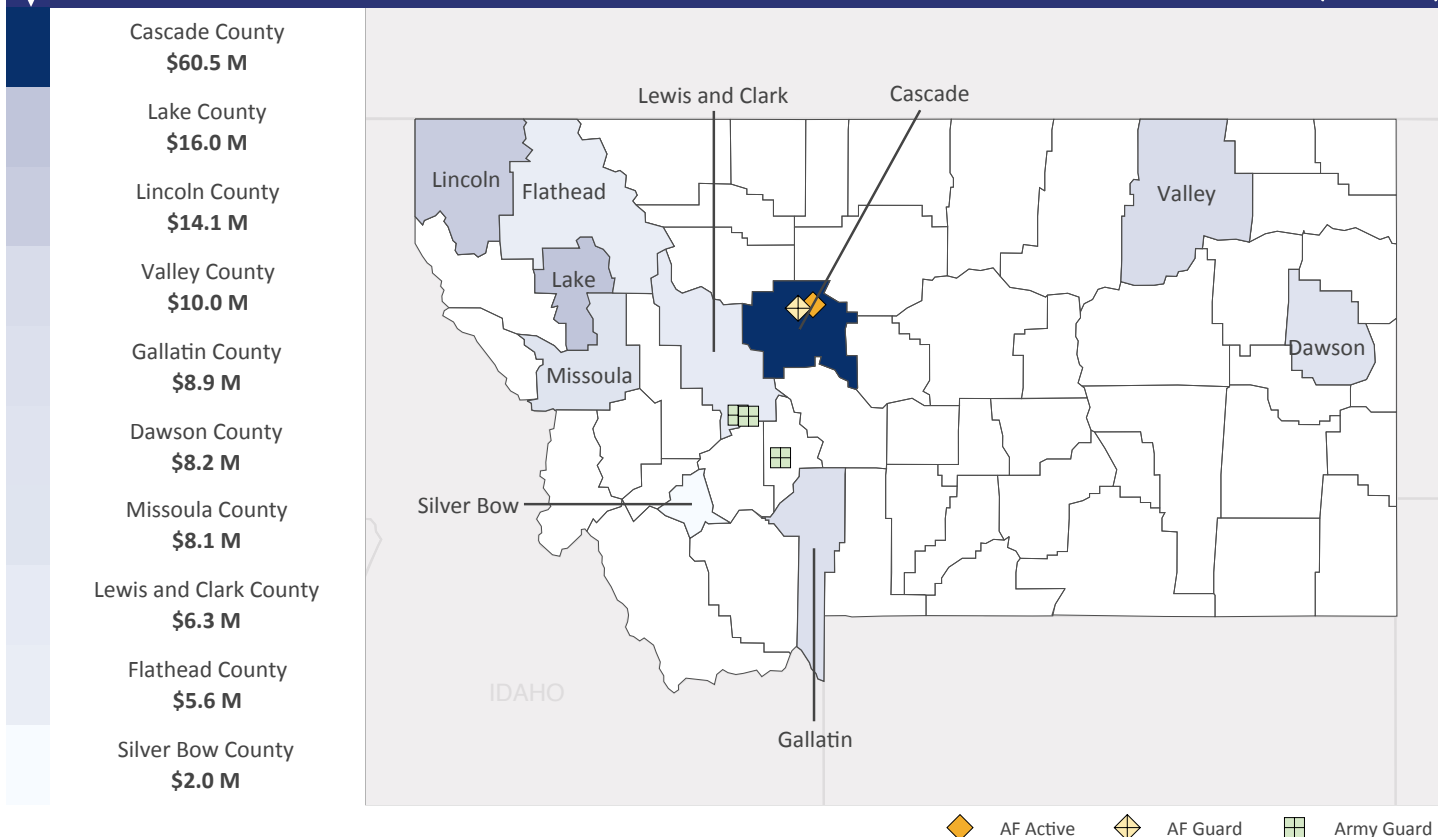 Cascade County
$60.5 M
Lake County
$16.0 M
Lincoln County
$14.1 M
Valley County
$10.0 M
Gallatin County
$8.9 M
Dawson County
$8.2 M
Missoula County
$8.1 M
Lewis and Clark County
$6.3 M
Flathead County
$5.6 M
Silver Bow County
$2.0 M
Lewis and Clark
Cascade
Lincoln
Flathead
Valley
Lake
Dawson
Missoula
Silver Bow
IDAHO
Gallatin
AF Active
AF Guard
Army Guard